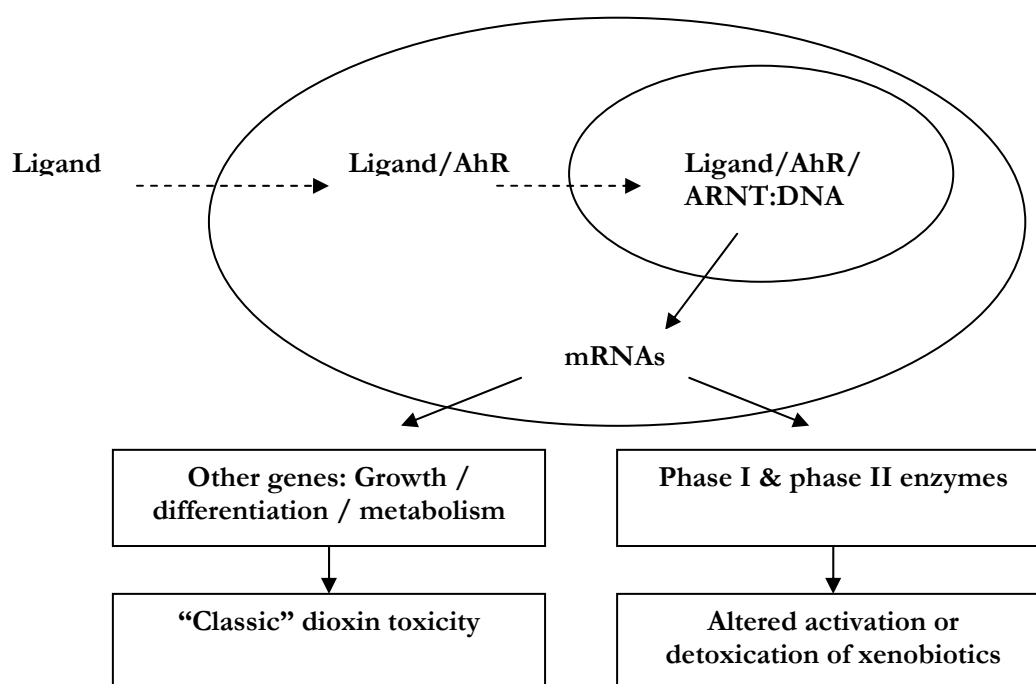 Ligand
Ligand/AhR
Ligand/AhR/
ARNT:DNA
mRNAs
Other genes: Growth /
differentiation / metabolism
Phase I & phase II enzymes
“Classic” dioxin toxicity
Altered activation or
detoxication of xenobiotics